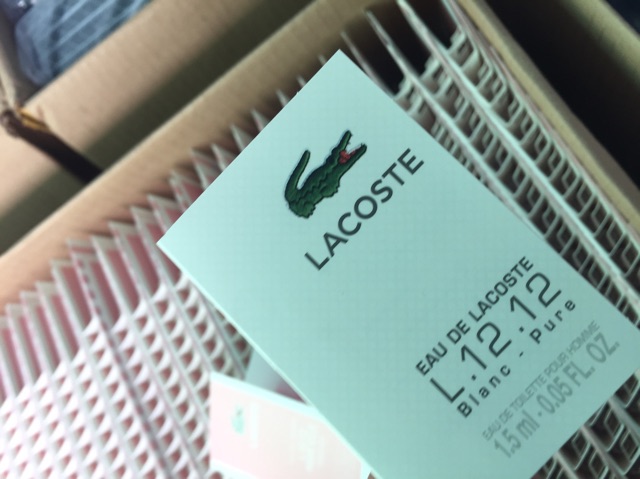 LACOSTE
EAU DE LACOSTE
L.12.12
Blanc - Pure
EAU DE TOILETTE POUR HOMME
1.5 ml - 0.05 FL. OZ.